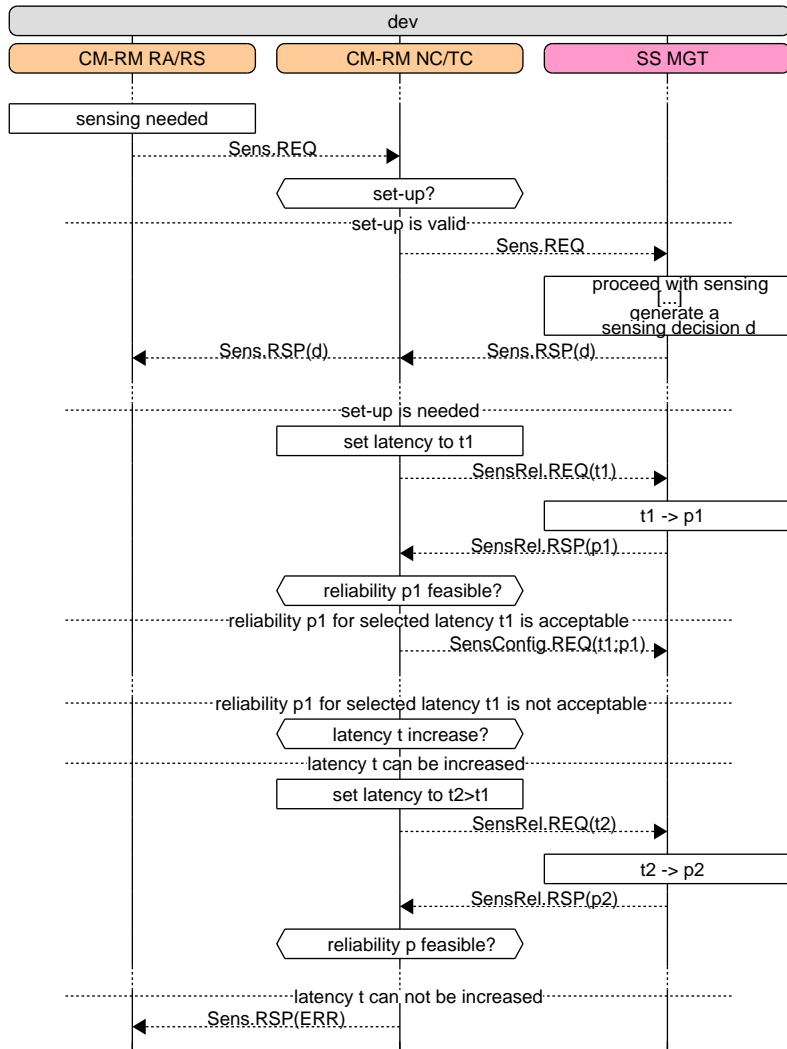 dev
CM-RM RA/RS
CM-RM NC/TC
SS MGT
sensing needed
Sens.REQ
set-up?
set-up is valid
Sens.REQ
proceed with sensing
[...]
generate a
sensing decision d
Sens.RSP(d)
Sens.RSP(d)
set-up is needed
set latency to t1
SensRel.REQ(t1)
t1 -> p1
SensRel.RSP(p1)
reliability p1 feasible?
reliability p1 for selected latency t1 is acceptable
SensConfig.REQ(t1;p1)
reliability p1 for selected latency t1 is not acceptable
latency t increase?
latency t can be increased
set latency to t2>t1
SensRel.REQ(t2)
t2 -> p2
SensRel.RSP(p2)
reliability p feasible?
latency t can not be increased
Sens.RSP(ERR)